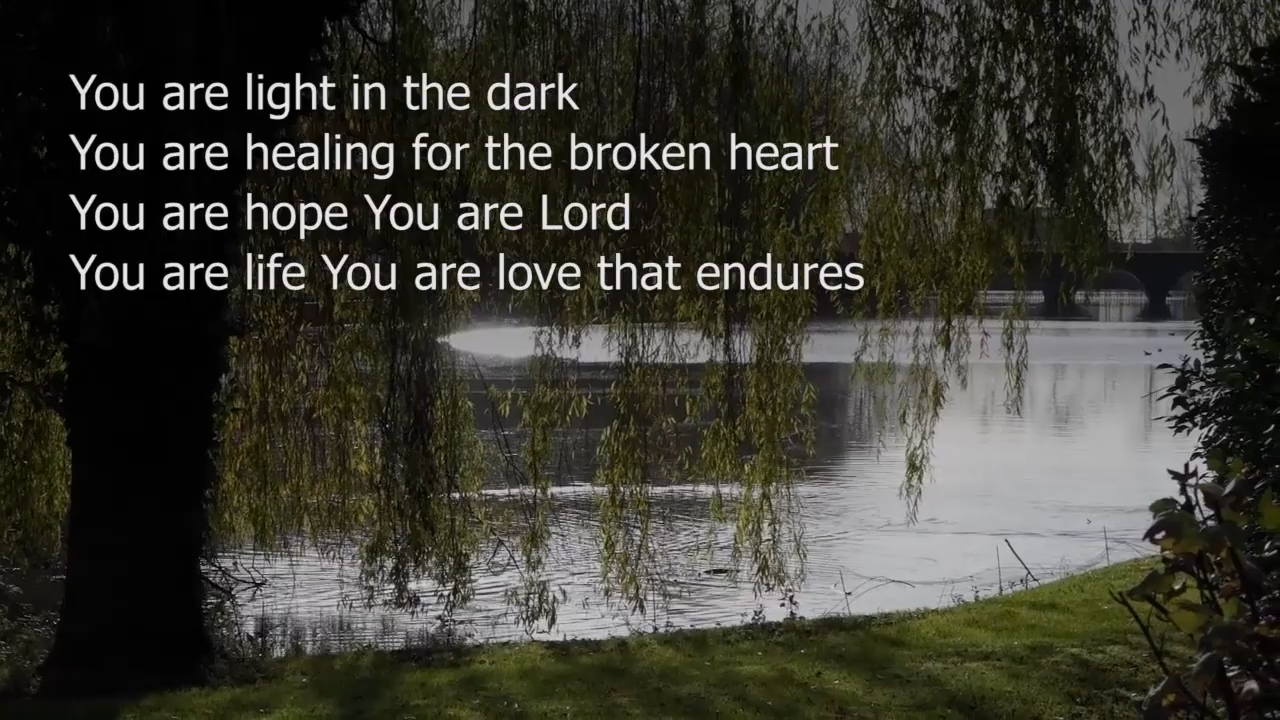 You are light in the dark
You are healing for the broken heart
You are hope You are Lord
You are life You are love that endures